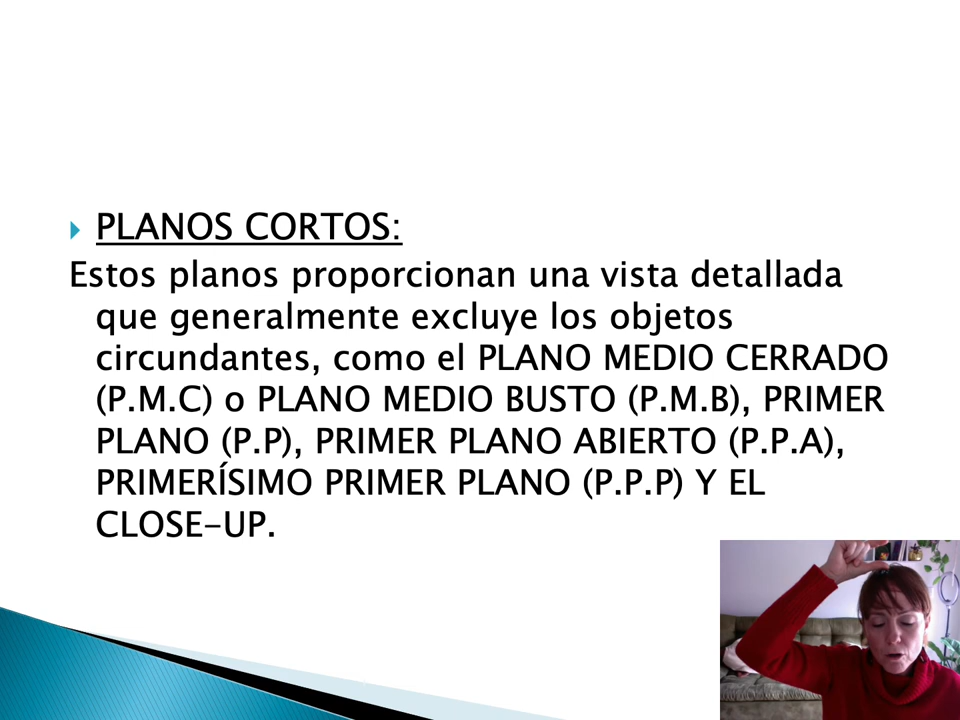 PLANOS CORTOS:
Estos planos proporcionan una vista detallada
que generalmente excluye los objetos
circundantes, como el PLANO MEDIO CERRADO
(P.M.C) o PLANO MEDIO BUSTO (P.M.B), PRIMER
PLANO (P.P), PRIMER PLANO ABIERTO (P.P.A),
PRIMERÍSIMO PRIMER PLANO (P.P.P) Y EL
CLOSE-UP.